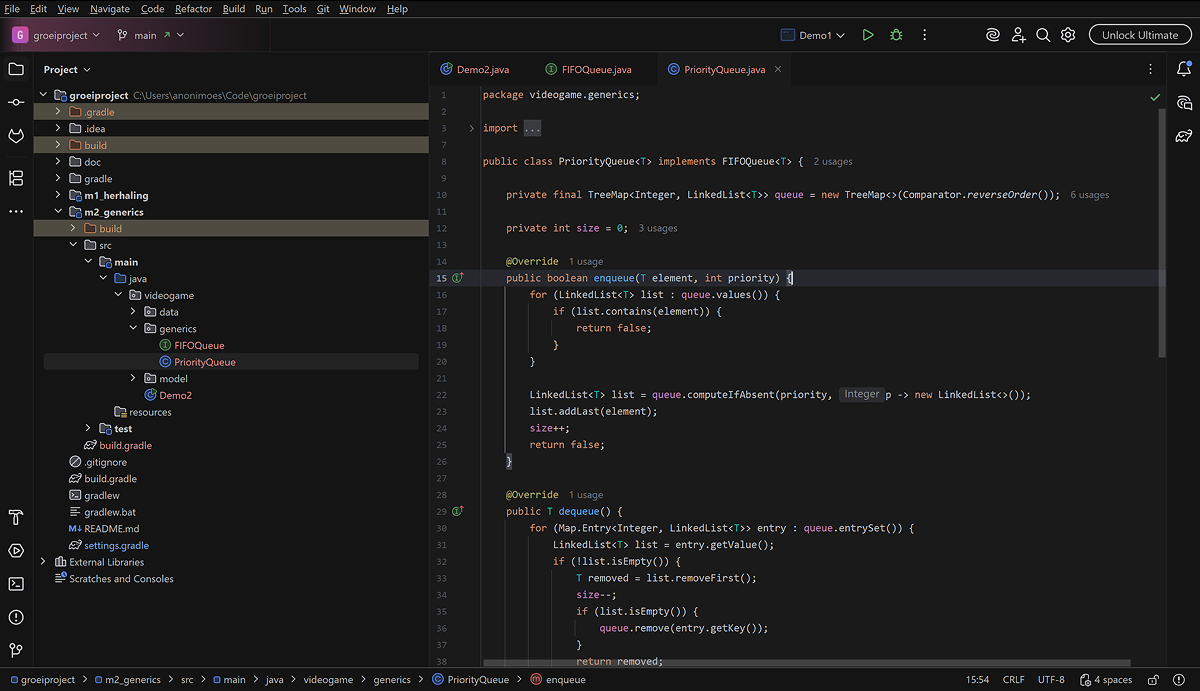 File Edit View Navigate Code Refactor Build Run Tools Git Window Help
G groeiproject main Demo1 Unlock Ultimate
Project
Demo2.java FIFOQueue.java PriorityQueue.java
groeiproject C:\Users\anonimoes\Code\groeiproject
.gradle
.idea
build
doc
gradle
m1_herhaling
m2_generics
build
src
main
java
videogame
data
generics
FIFOQueue
PriorityQueue
model
Demo2
resources
test
build.gradle
.gitignore
build.gradle
gradlew
gradlew.bat
README.md
settings.gradle
External Libraries
Scratches and Consoles
1 package videogame.generics;
2
3 import ...
7
8 public class PriorityQueue<T> implements FIFOQueue<T> { 2 usages
9
10 private final TreeMap<Integer, LinkedList<T>> queue = new TreeMap<>(Comparator.reverseOrder()); 6 usages
11
12 private int size = 0; 3 usages
13
14 @Override 1 usage
15 public boolean enqueue(T element, int priority) {
16 for (LinkedList<T> list : queue.values()) {
17 if (list.contains(element)) {
18 return false;
19 }
20 }
21
22 LinkedList<T> list = queue.computeIfAbsent(priority, Integer p -> new LinkedList<>());
23 list.addLast(element);
24 size++;
25 return false;
26 }
27
28 @Override 1 usage
29 public T dequeue() {
30 for (Map.Entry<Integer, LinkedList<T>> entry : queue.entrySet()) {
31 LinkedList<T> list = entry.getValue();
32 if (!list.isEmpty()) {
33 T removed = list.removeFirst();
34 size--;
35 if (list.isEmpty()) {
36 queue.remove(entry.getKey());
37 }
38 return removed;
groeiproject > m2_generics > src > main > java > videogame > generics > PriorityQueue > enqueue 15:54 CRLF UTF-8 4 spaces